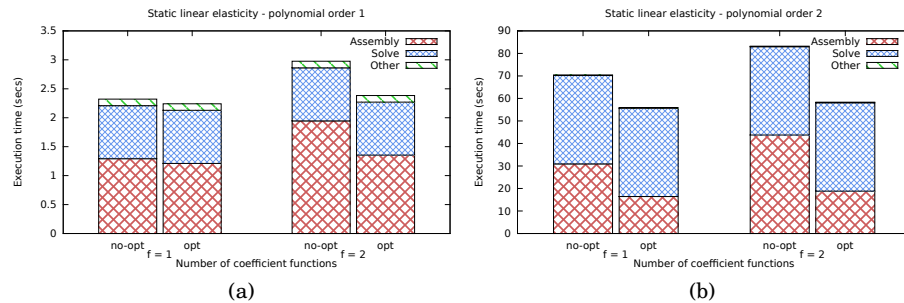 Static linear elasticity - polynomial order 1
3.5
3
2.5
2
1.5
1
0.5
0
Execution time (secs)
Assembly
Solve
Other
no-opt opt no-opt opt
f = 1 f = 2
Number of coefficient functions
(a)
Static linear elasticity - polynomial order 2
90
80
70
60
50
40
30
20
10
0
Execution time (secs)
Assembly
Solve
Other
no-opt opt no-opt opt
f = 1 f = 2
Number of coefficient functions
(b)